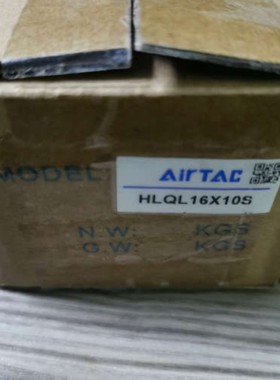 MODEL: AirTAC
HLQL16X10S
N.W: KGS
G.W: KGS